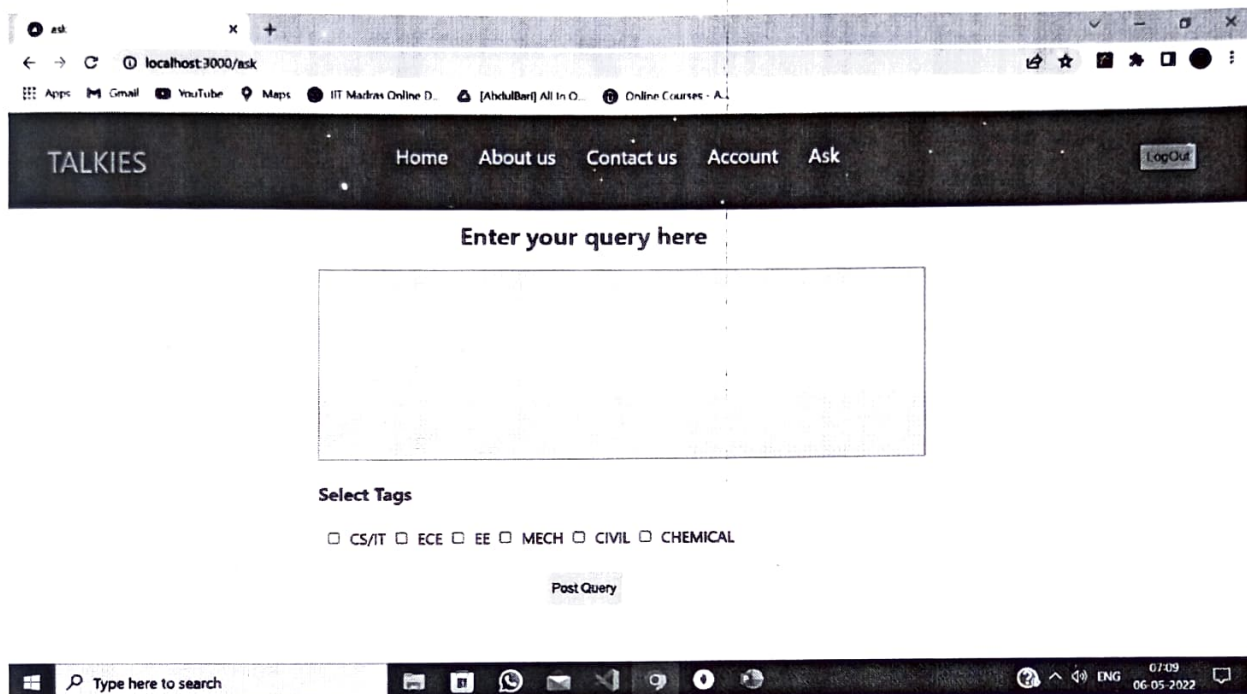 ask
localhost:3000/ask
Apps Gmail YouTube Maps IIT Madras Online D... [AbdulBari] All In O... Online Courses - A...
TALKIES Home About us Contact us Account Ask LogOut
Enter your query here
Select Tags
CS/IT ECE EE MECH CIVIL CHEMICAL
Post Query
Type here to search ENG 07:09
06-05-2022